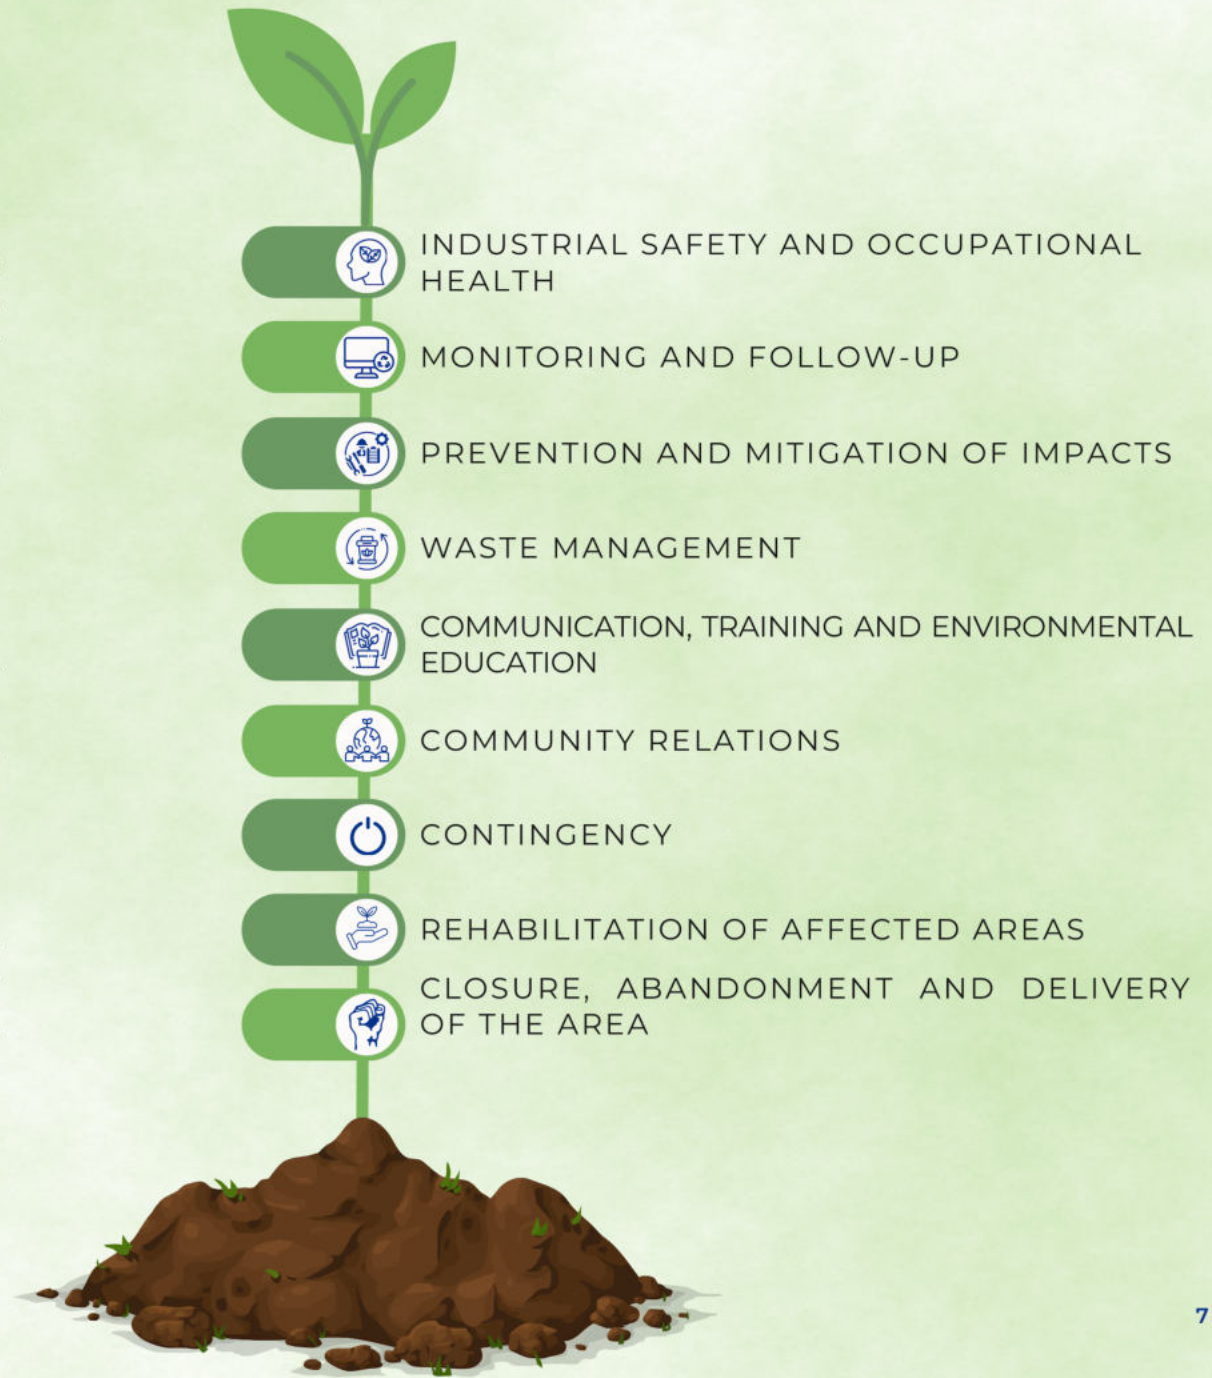 INDUSTRIAL SAFETY AND OCCUPATIONAL
HEALTH
MONITORING AND FOLLOW-UP
PREVENTION AND MITIGATION OF IMPACTS
WASTE MANAGEMENT
COMMUNICATION, TRAINING AND ENVIRONMENTAL
EDUCATION
COMMUNITY RELATIONS
CONTINGENCY
REHABILITATION OF AFFECTED AREAS
CLOSURE, ABANDONMENT AND DELIVERY
OF THE AREA
7